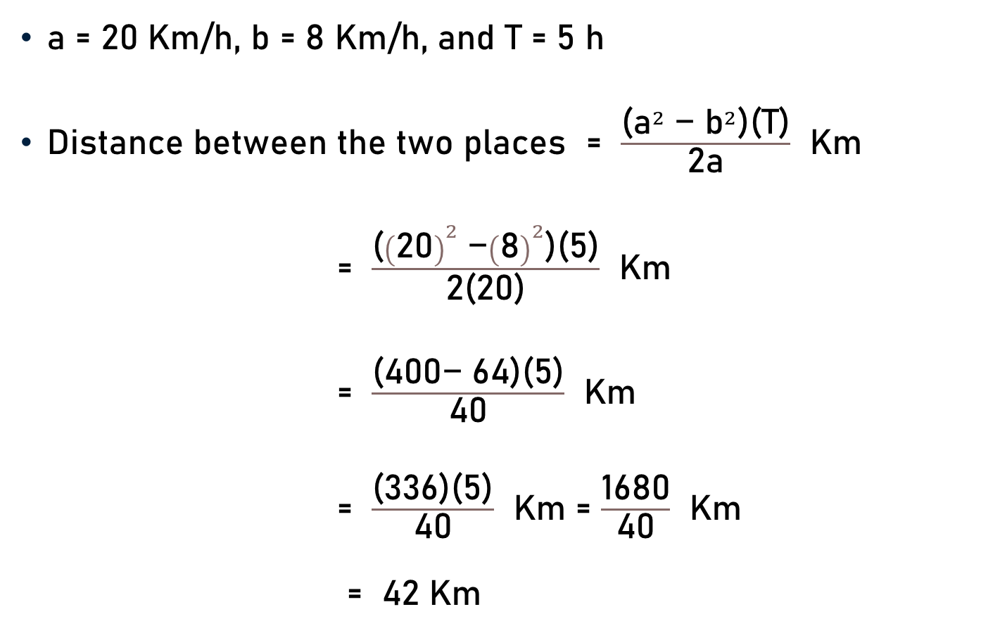 • a = 20 Km/h, b = 8 Km/h, and T = 5 h
• Distance between the two places = (a² − b²)(T) / 2a Km
= ((20)² −(8)²)(5) / 2(20) Km
= (400− 64)(5) / 40 Km
= (336)(5) / 40 Km = 1680 / 40 Km
= 42 Km